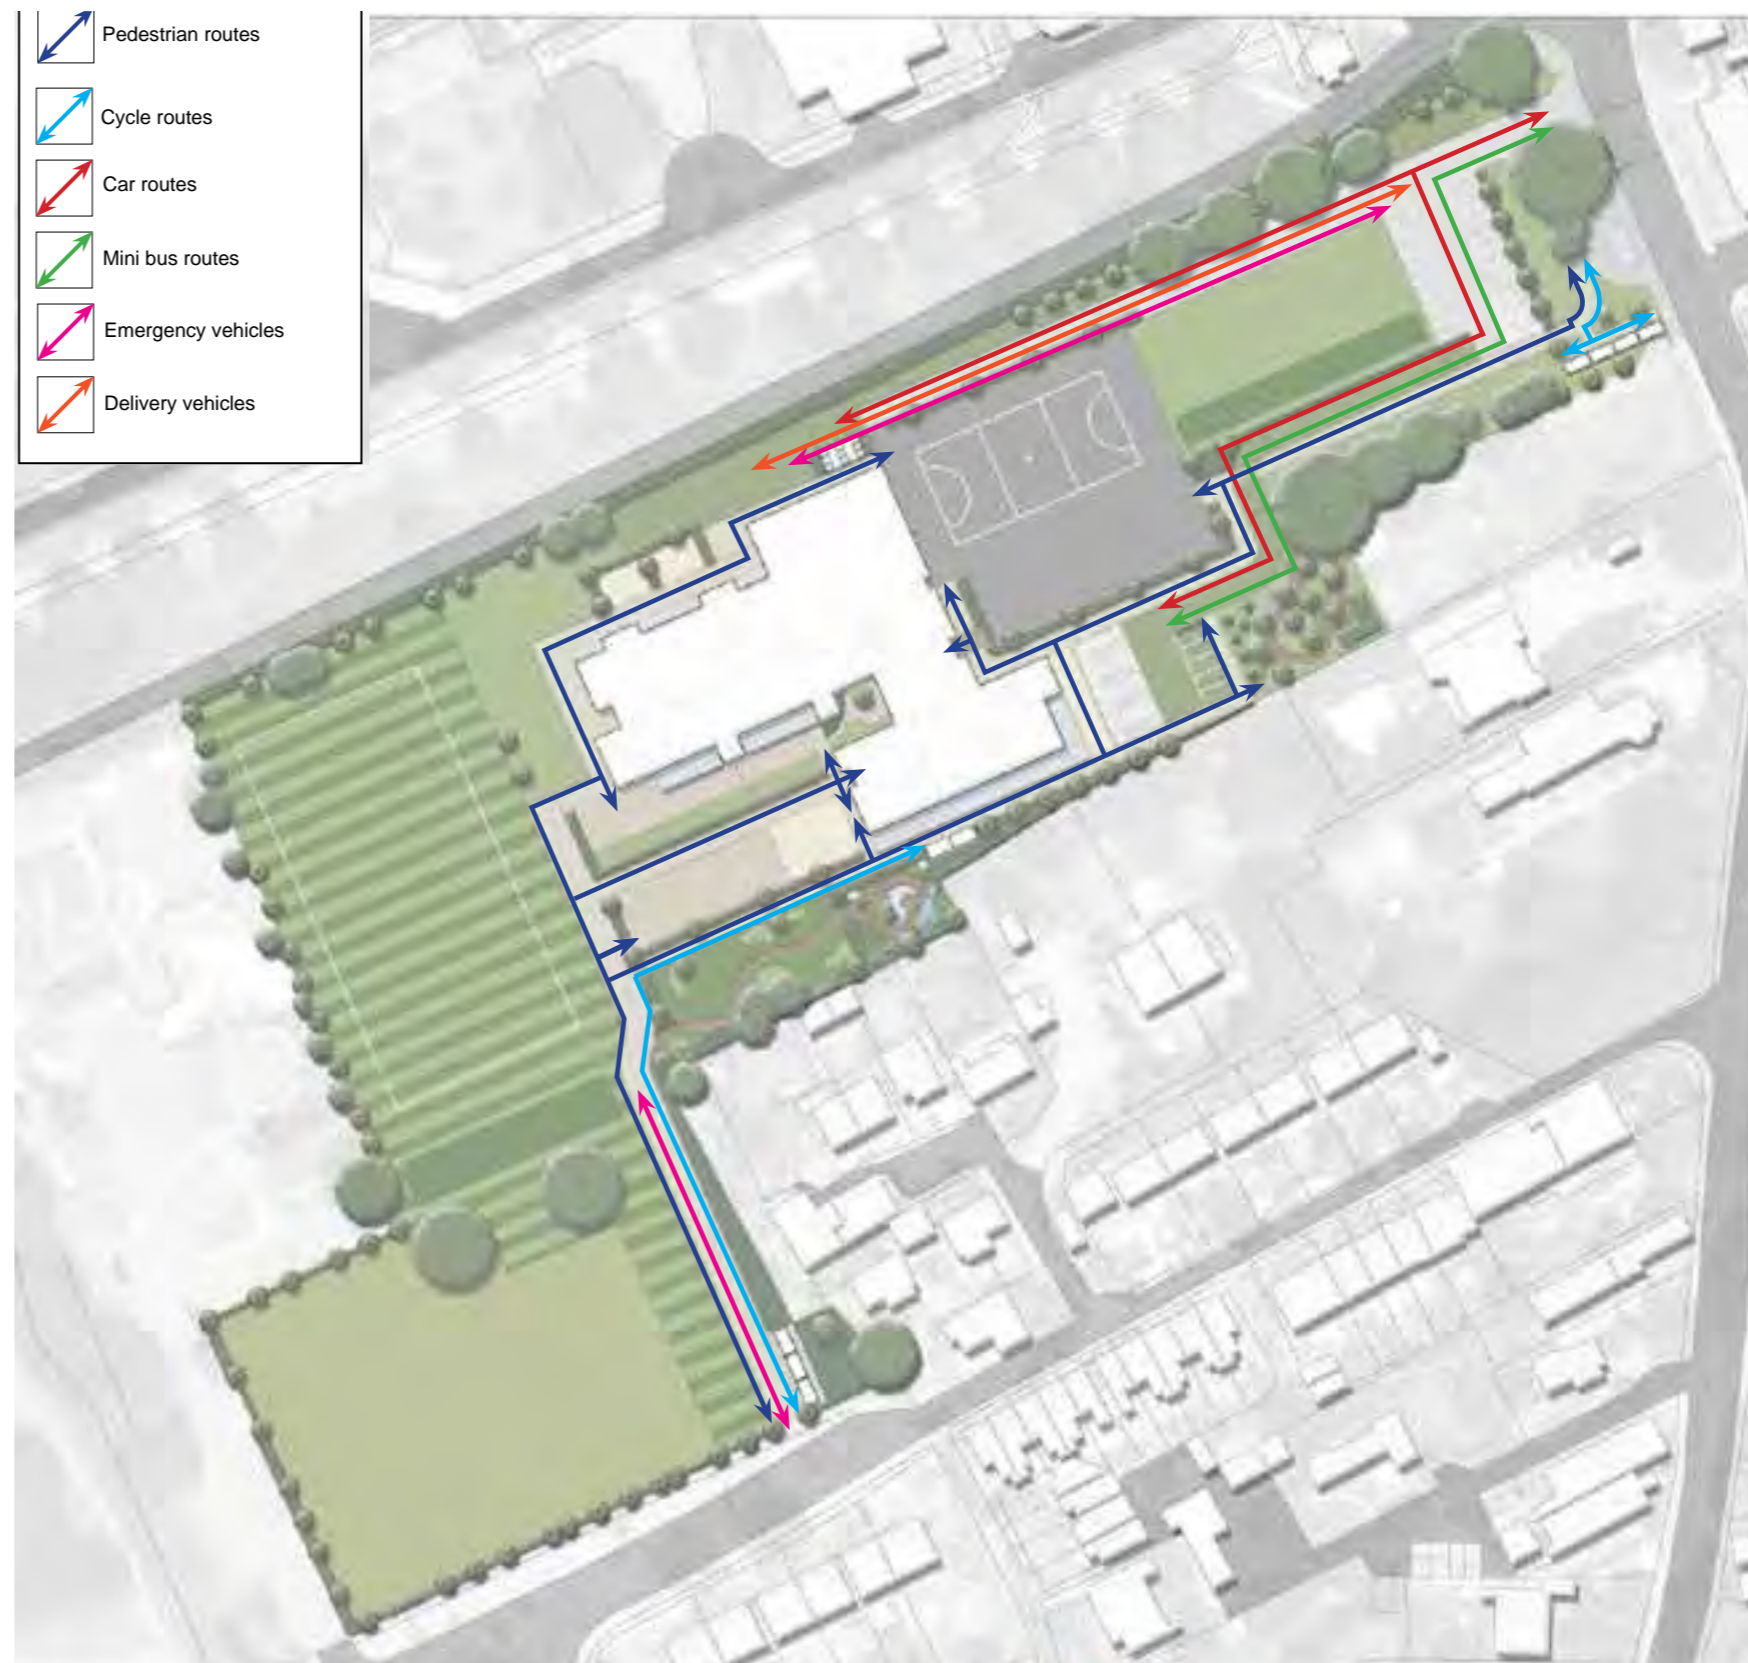 Pedestrian routes
Cycle routes
Car routes
Mini bus routes
Emergency vehicles
Delivery vehicles